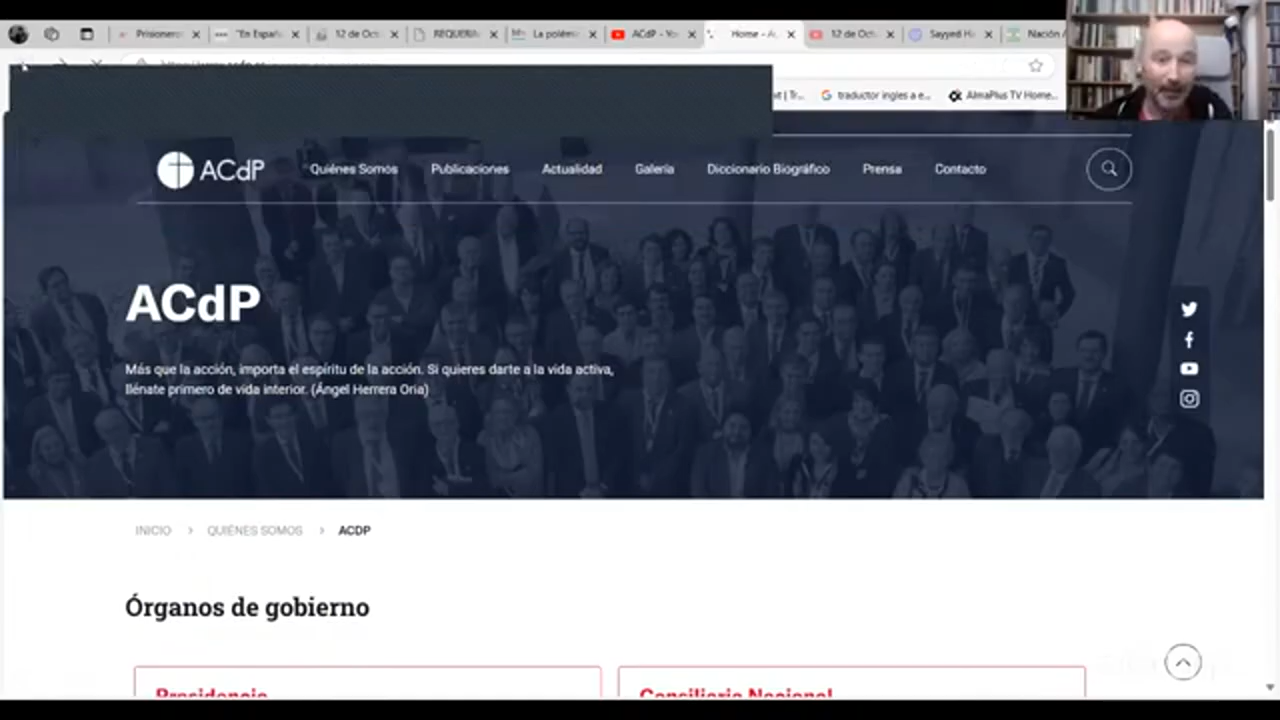 Prisionero
"En Españ
12 de Oct
REQUERIM
La polémi
ACdP - Yo
Home - A
12 de Oct
Sayyed H
Nación A
traductor ingles a e...
AlmaPlus TV Home...
ACdP
Quiénes Somos
Publicaciones
Actualidad
Galería
Diccionario Biográfico
Prensa
Contacto
ACdP
Más que la acción, importa el espíritu de la acción. Si quieres darte a la vida activa,
llénate primero de vida interior. (Ángel Herrera Oria)
INICIO > QUIÉNES SOMOS > ACDP
Órganos de gobierno
Presidencia
Consiliario Nacional